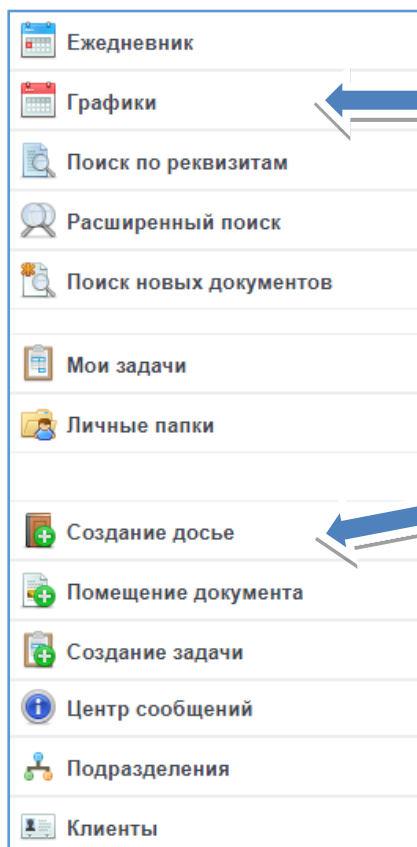 Ежедневник
Графики
Поиск по реквизитам
Расширенный поиск
Поиск новых документов
Мои задачи
Личные папки
Создание досье
Помещение документа
Создание задачи
Центр сообщений
Подразделения
Клиенты